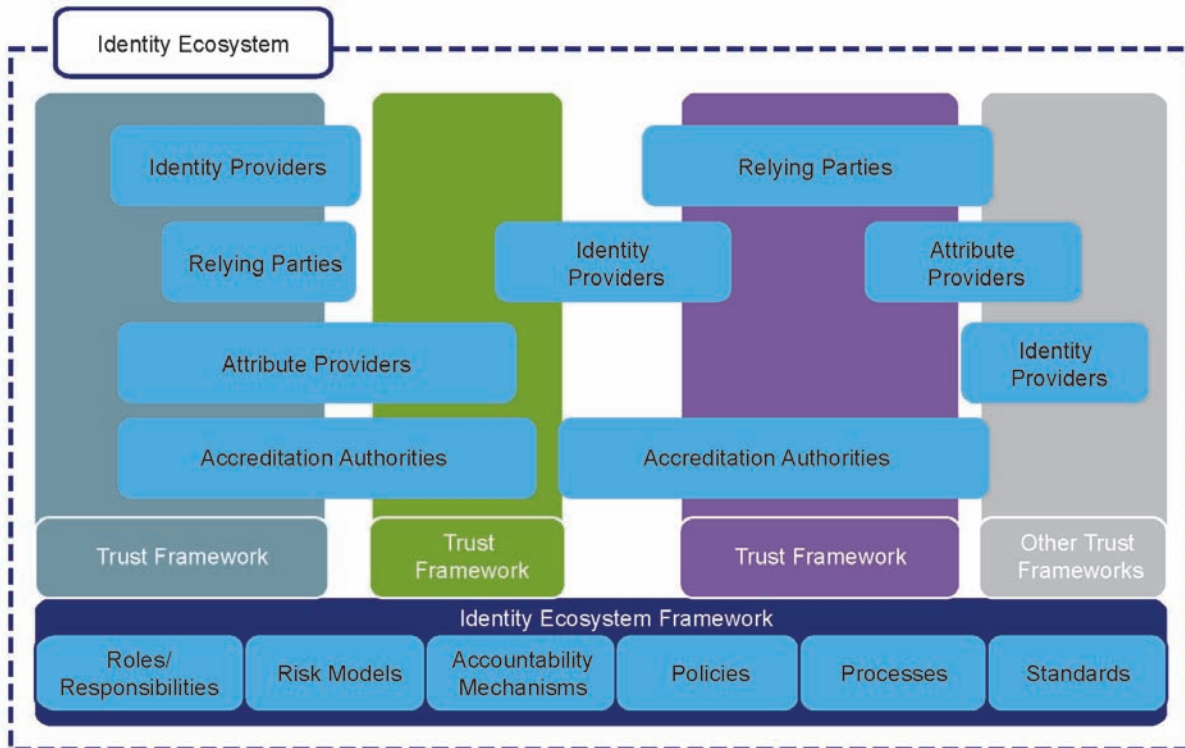 Identity Ecosystem
Identity Providers
Relying Parties
Relying Parties
Identity
Providers
Attribute
Providers
Attribute Providers
Identity
Providers
Accreditation Authorities
Accreditation Authorities
Trust Framework
Trust
Framework
Trust Framework
Other Trust
Frameworks
Identity Ecosystem Framework
Roles/
Responsibilities
Risk Models
Accountability
Mechanisms
Policies
Processes
Standards